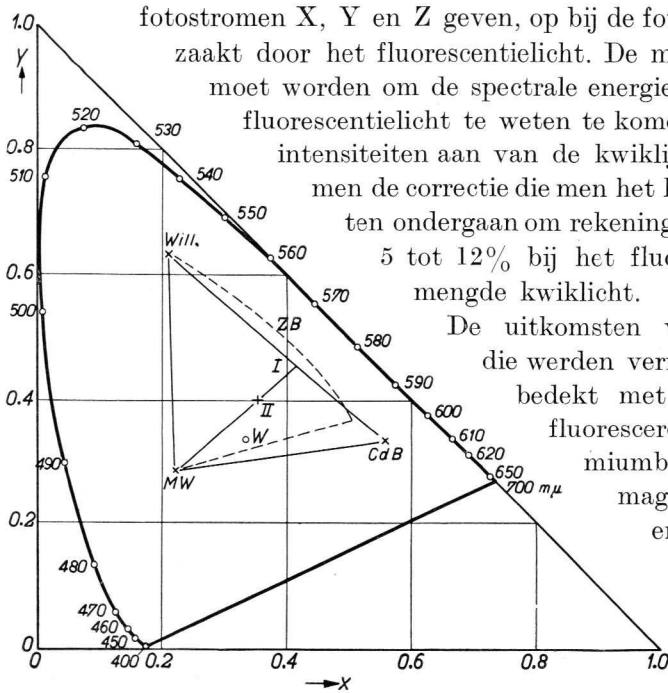 fotostromen X, Y en Z geven, op bij de fo
zaakt door het fluorescentielicht. De m
moet worden om de spectrale energie
fluorescentielicht te weten te kom
intensiteiten aan van de kwiklij
men de correctie die men het
ten ondergaan om rekening
5 tot 12% bij het fluo
mengde kwiklicht.
De uitkomsten v
die werden ver
bedekt met
fluorescer
miumb
mag
en
1.0
Y
520
530
0.8
510
540
550
Will.
560
0.6
500
570
ZB
580
I
590
0.4
600
II
W
610
CdB
620
490
MW
650
700 mμ
0.2
480
470
460
450
0
400
0
0.2
0.4
0.6
0.8
1.0
X